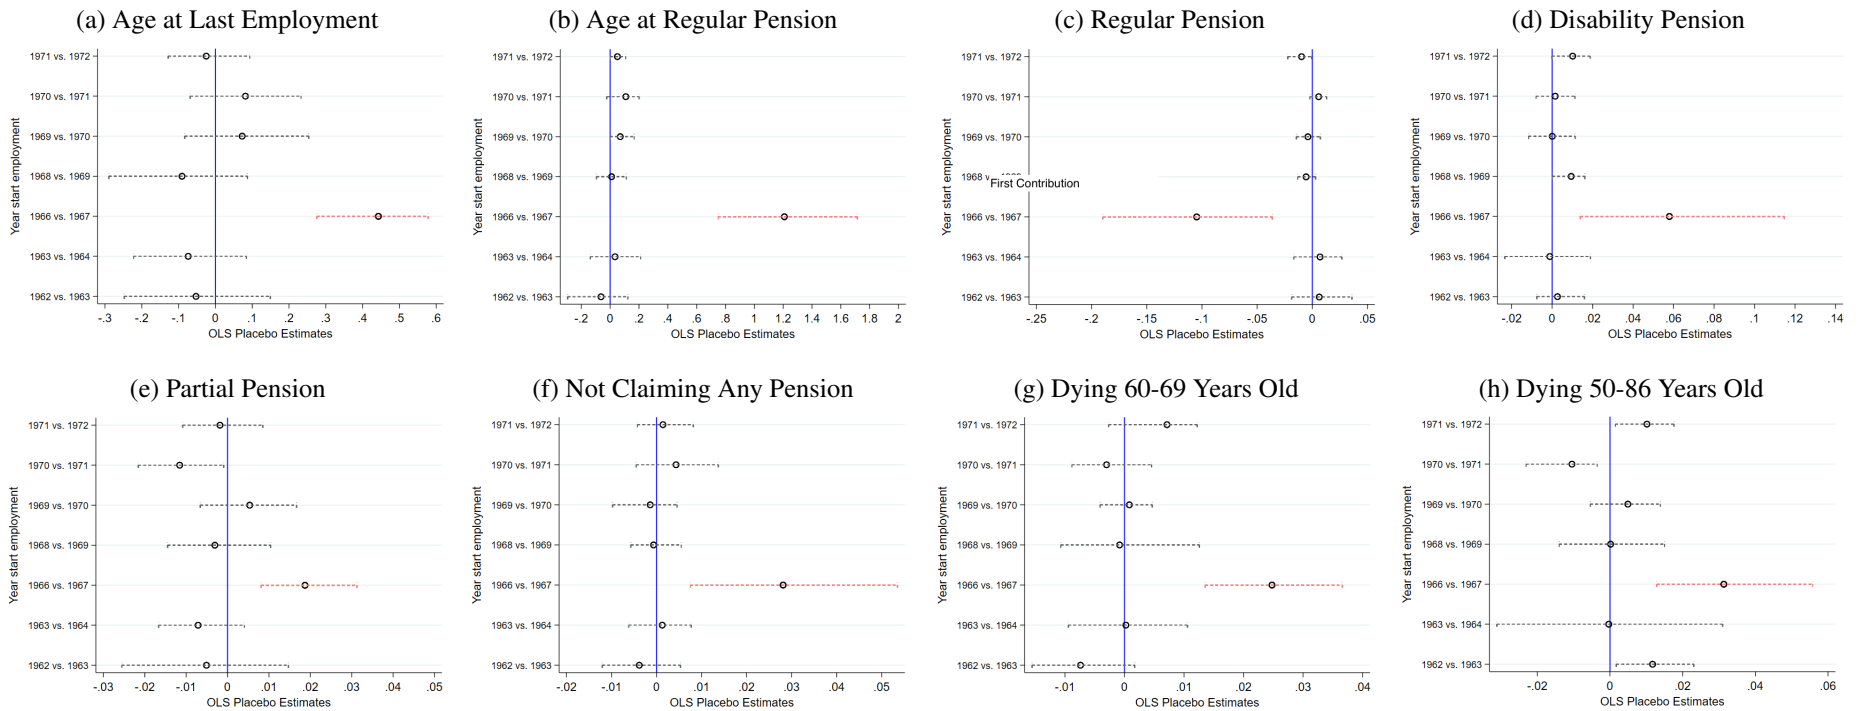 (a) Age at Last Employment
Year start employment
1971 vs. 1972
1970 vs. 1971
1969 vs. 1970
1968 vs. 1969
1966 vs. 1967
1963 vs. 1964
1962 vs. 1963
-.3 -.2 -.1 0 .1 .2 .3 .4 .5 .6
OLS Placebo Estimates
(b) Age at Regular Pension
Year start employment
1971 vs. 1972
1970 vs. 1971
1969 vs. 1970
1968 vs. 1969
1966 vs. 1967
1963 vs. 1964
1962 vs. 1963
-.2 0 .2 .4 .6 .8 1 1.2 1.4 1.6 1.8 2
OLS Placebo Estimates
(c) Regular Pension
Year start employment
1971 vs. 1972
1970 vs. 1971
1969 vs. 1970
1968 v
First Contribution
1966 vs. 1967
1963 vs. 1964
1962 vs. 1963
-.25 -.2 -.15 -.1 -.05 0 .05
OLS Placebo Estimates
(d) Disability Pension
Year start employment
1971 vs. 1972
1970 vs. 1971
1969 vs. 1970
1968 vs. 1969
1966 vs. 1967
1963 vs. 1964
1962 vs. 1963
-.02 0 .02 .04 .06 .08 .1 .12 .14
OLS Placebo Estimates
(e) Partial Pension
Year start employment
1971 vs. 1972
1970 vs. 1971
1969 vs. 1970
1968 vs. 1969
1966 vs. 1967
1963 vs. 1964
1962 vs. 1963
-.03 -.02 -.01 0 .01 .02 .03 .04 .05
OLS Placebo Estimates
(f) Not Claiming Any Pension
Year start employment
1971 vs. 1972
1970 vs. 1971
1969 vs. 1970
1968 vs. 1969
1966 vs. 1967
1963 vs. 1964
1962 vs. 1963
-.02 -.01 0 .01 .02 .03 .04 .05
OLS Placebo Estimates
(g) Dying 60-69 Years Old
Year start employment
1971 vs. 1972
1970 vs. 1971
1969 vs. 1970
1968 vs. 1969
1966 vs. 1967
1963 vs. 1964
1962 vs. 1963
-.01 0 .01 .02 .03 .04
OLS Placebo Estimates
(h) Dying 50-86 Years Old
Year start employment
1971 vs. 1972
1970 vs. 1971
1969 vs. 1970
1968 vs. 1969
1966 vs. 1967
1963 vs. 1964
1962 vs. 1963
-.02 0 .02 .04 .06
OLS Placebo Estimates